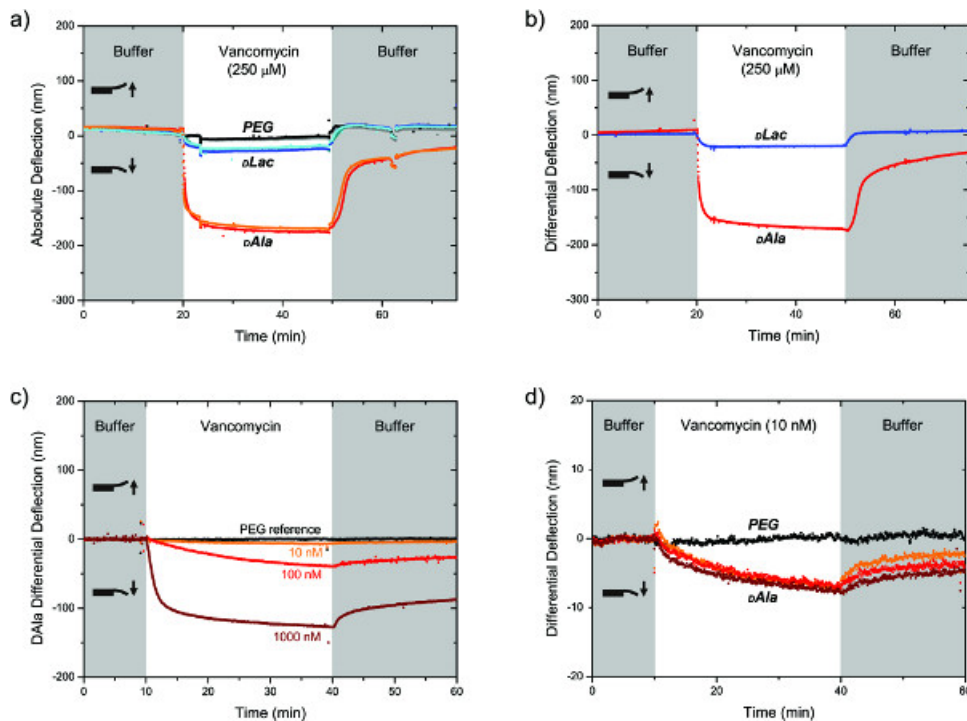 a)
Buffer
Vancomycin
(250 μM)
Buffer
PEG
DLac
DAla
Absolute Deflection (nm)
200
100
0
-100
-200
-300
0
20
40
60
Time (min)
b)
Buffer
Vancomycin
(250 μM)
Buffer
DLac
DAla
Differential Deflection (nm)
200
100
0
-100
-200
-300
0
20
40
60
Time (min)
c)
Buffer
Vancomycin
Buffer
PEG reference
10 nM
100 nM
1000 nM
DAla Differential Deflection (nm)
200
100
0
-100
-200
0
10
20
30
40
50
60
Time (min)
d)
Buffer
Vancomycin (10 nM)
Buffer
PEG
DAla
Differential Deflection (nm)
20
10
0
-10
-20
0
10
20
30
40
50
60
Time (min)